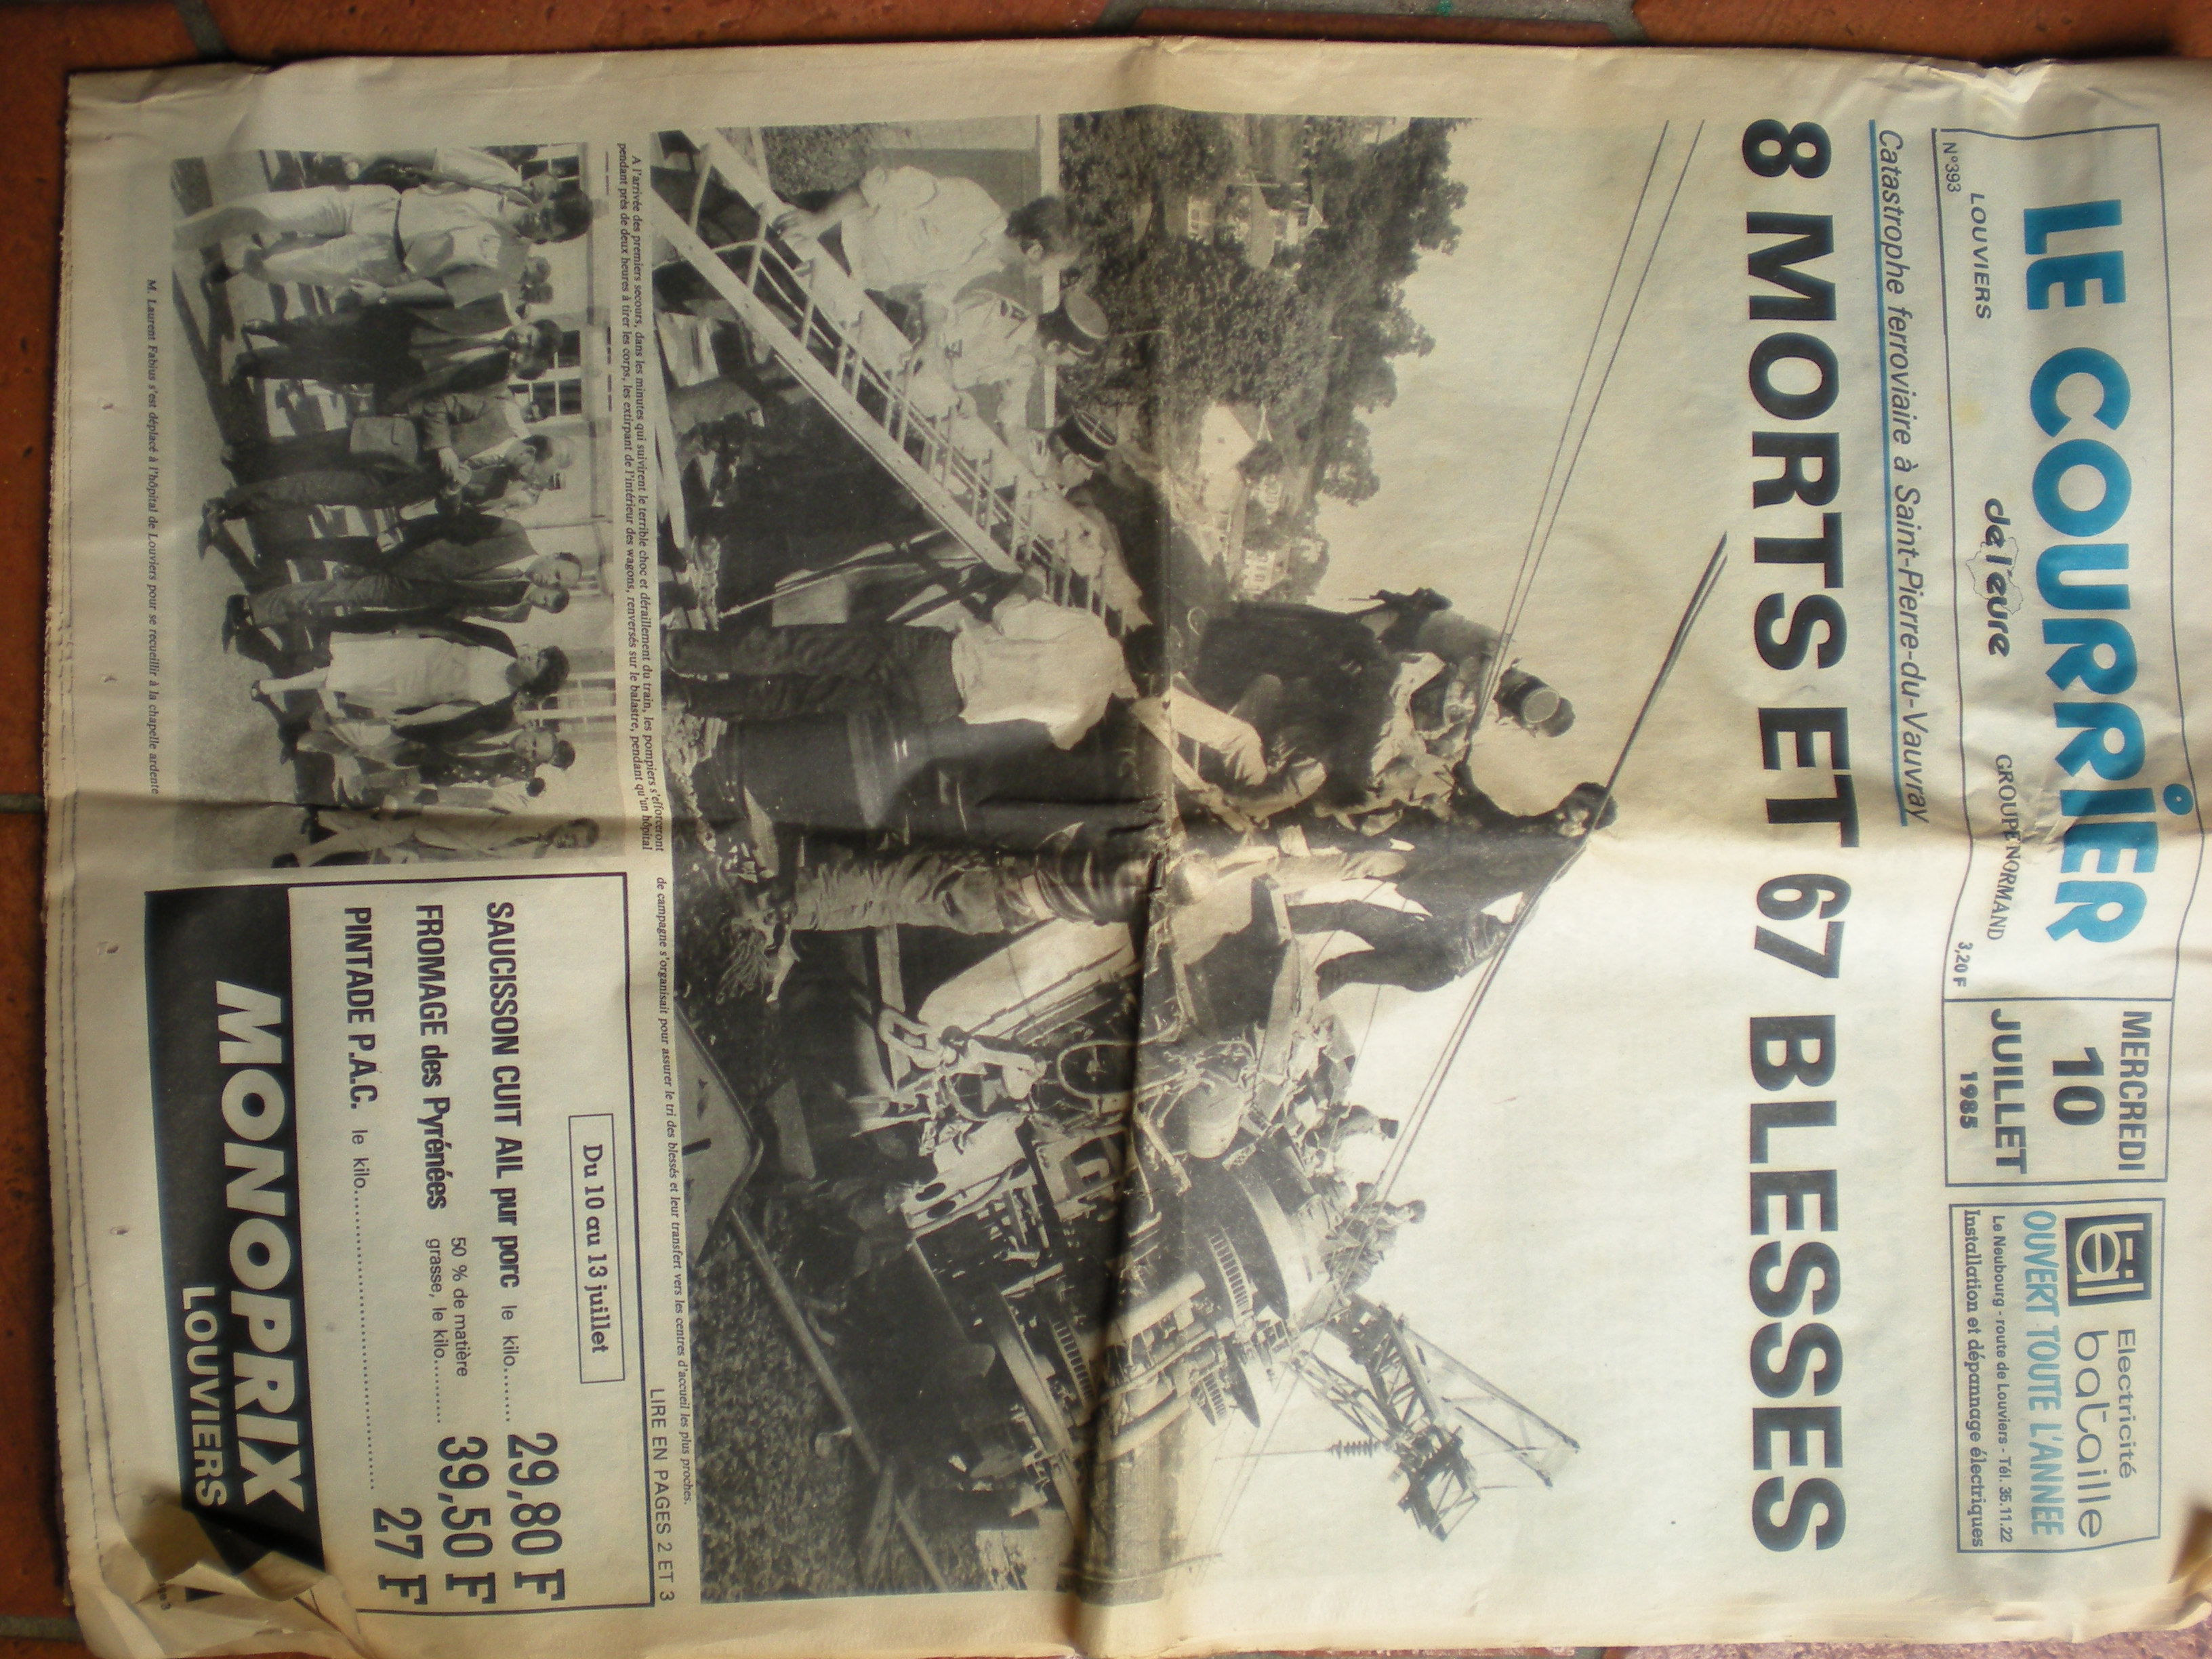 LE COURRIER
LOUVIERS
de l'eure
GROUPE NORMAND
N° 393
3,20 F
MERCREDI
10
JUILLET
1985
Electricité
bataille
OUVERT TOUTE L'ANNEE
Le Neubourg - route de Louviers - Tél. 35.11.22
Installation et dépannage électriques
Catastrophe ferroviaire à Saint-Pierre-du-Vauvray
8 MORTS ET 67 BLESSES
A l'arrivée des premiers secours, dans les minutes qui suivirent le terrible choc et déraillement du train, les pompiers s'efforceront
pendant près de deux heures à tirer les corps, les extirpant de l'intérieur des wagons, renversés sur le balastre, pendant qu'un hôpital
de campagne s'organisait pour assurer le tri des blessés et leur transfert vers les centres d'accueil les plus proches.
LIRE EN PAGES 2 ET 3
M. Laurent Fabius s'est déplacé à l'hôpital de Louviers pour se recueillir à la chapelle ardente
Du 10 au 13 juillet
SAUCISSON CUIT AIL pur porc le kilo....... 29,80 F
FROMAGE des Pyrénées 50 % de matière
grasse, le kilo......... 39,50 F
PINTADE P.A.C. le kilo................................ 27 F
MONOPRIX
LOUVIERS